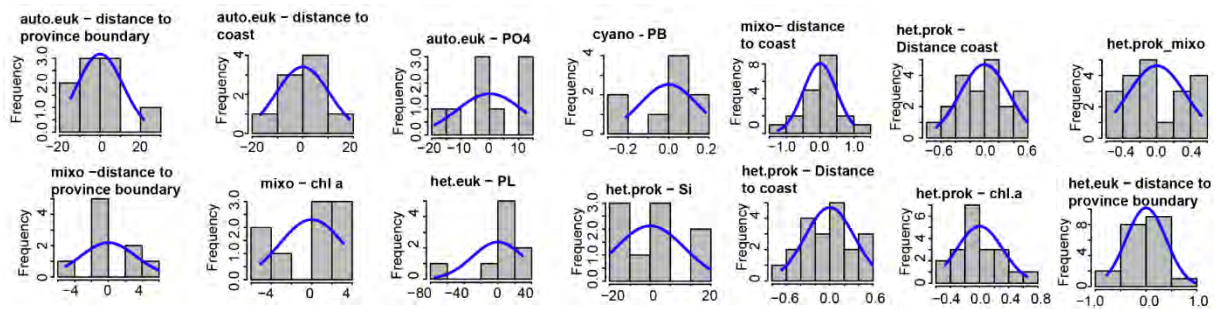 auto.euk − distance to
province boundary
Frequency
0.0 1.0 2.0 3.0
−20 0 20
auto.euk − distance to
coast
Frequency
0 2 4
−20 0 20
auto.euk − PO4
Frequency
0.0 1.0 2.0 3.0
−20 −10 0 10
cyano - PB
Frequency
0 2 4
−0.2 0.0 0.2
mixo− distance
to coast
Frequency
0 4 8
−1.0 0.0 1.0
het.prok −
Distance coast
Frequency
0 2 4
−0.6 0.0 0.6
het.prok_mixo
Frequency
0 2 4
−0.4 0.0 0.4
mixo −distance to
province boundary
Frequency
0 2 4
−4 0 4
mixo − chl a
Frequency
0.0 1.0 2.0 3.0
−4 0 4
het.euk − PL
Frequency
0 2 4
−80 −40 0 40
het.prok − Si
Frequency
0.0 1.0 2.0 3.0
−20 0 20
het.prok − Distance
to coast
Frequency
0 2 4
−0.6 0.0 0.6
het.prok − chl.a
Frequency
0 2 4 6
−0.4 0.0 0.4 0.8
het.euk − distance to
province boundary
Frequency
0 4 8
−1.0 0.0 1.0